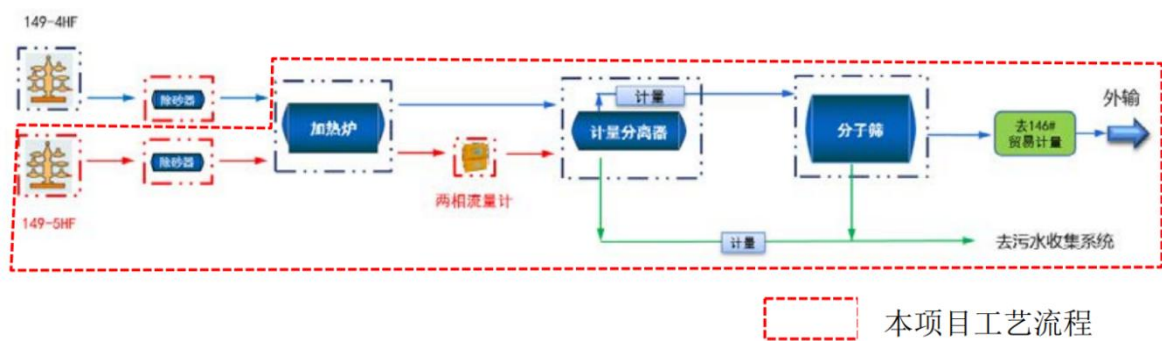 149-4HF
除砂器
加热炉
计量
计量分离器
分子筛
去146#
贸易计量
外输
除砂器
两相流量计
149-5HF
计量
去污水收集系统
本项目工艺流程